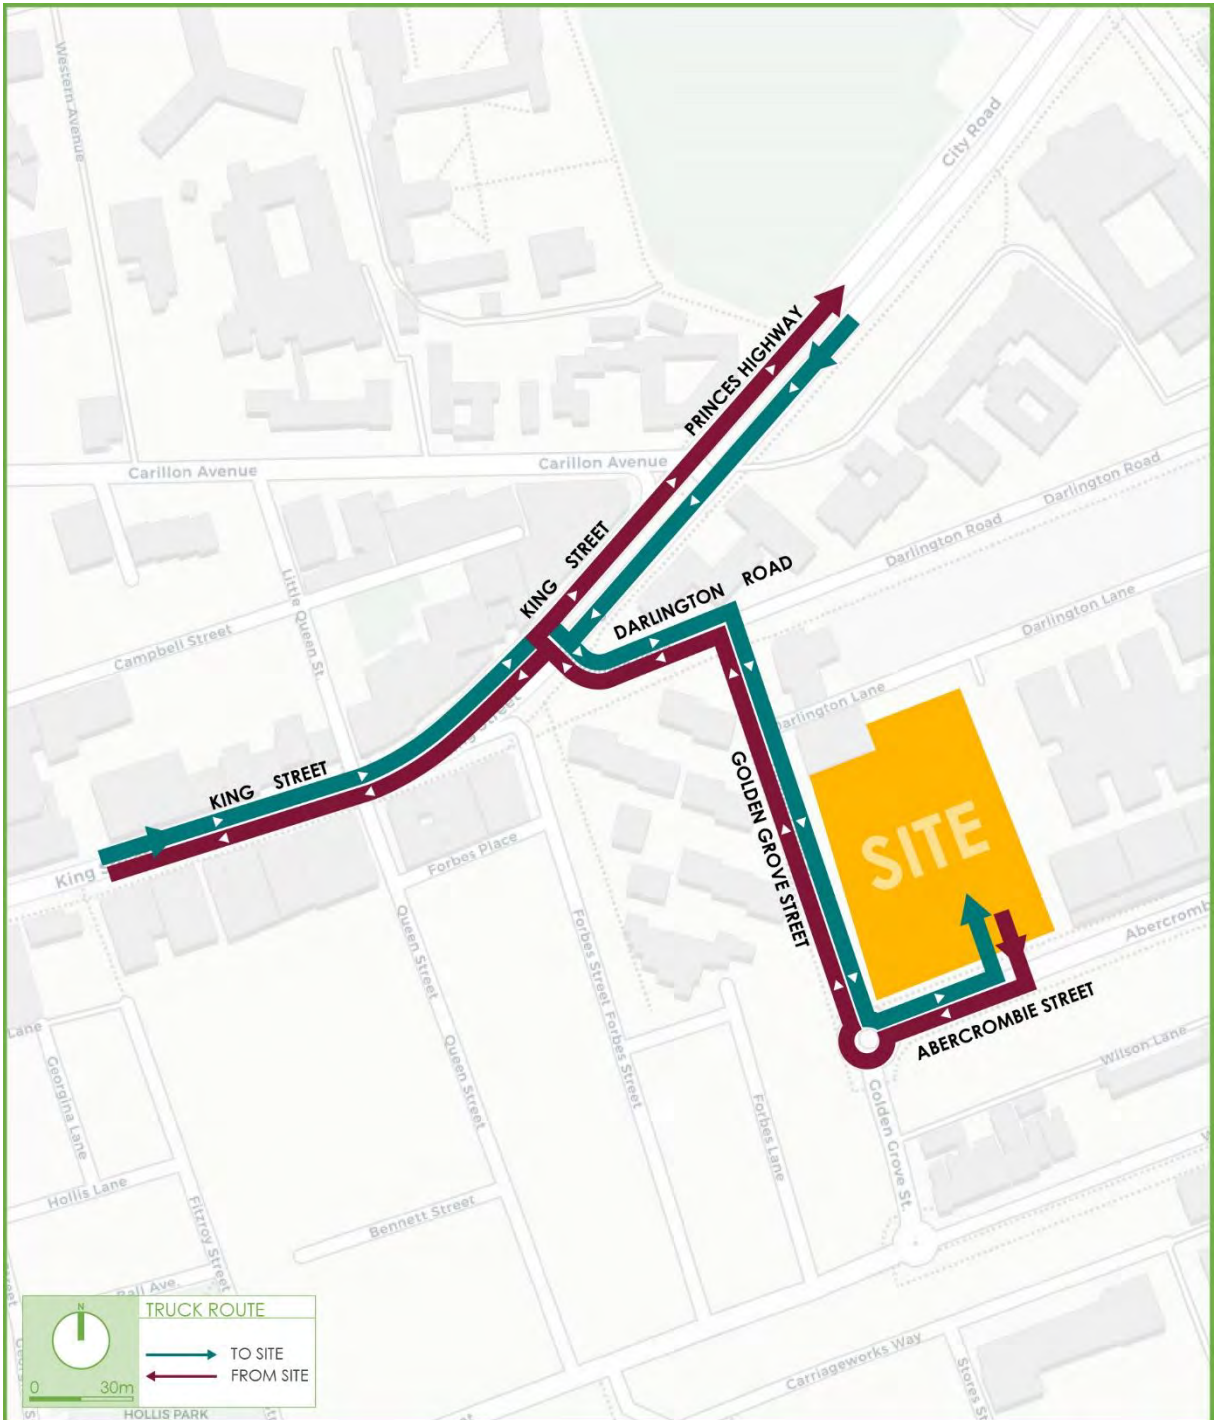 Western Avenue
City Road
PRINCES HIGHWAY
Carillon Avenue
Carillon Avenue
Darlington Road
Darlington Road
KING STREET
DARLINGTON ROAD
Little Queen St
Darlington Lane
Campbell Street
Darlington Lane
KING STREET
GOLDEN GROVE STREET
SITE
Forbes Place
King
Queen Street
Forbes Street
Abercromb
ABERCROMBIE STREET
Lane
Georgina Lane
Queen Street
Forbes Street
Wilson Lane
Forbes Lane
Golden Grove St.
Hollis Lane
Fitzroy Street
Bennett Street
Ball Ave.
N
TRUCK ROUTE
TO SITE
FROM SITE
0 30m
HOLLIS PARK
Carriageworks Way
Stores St